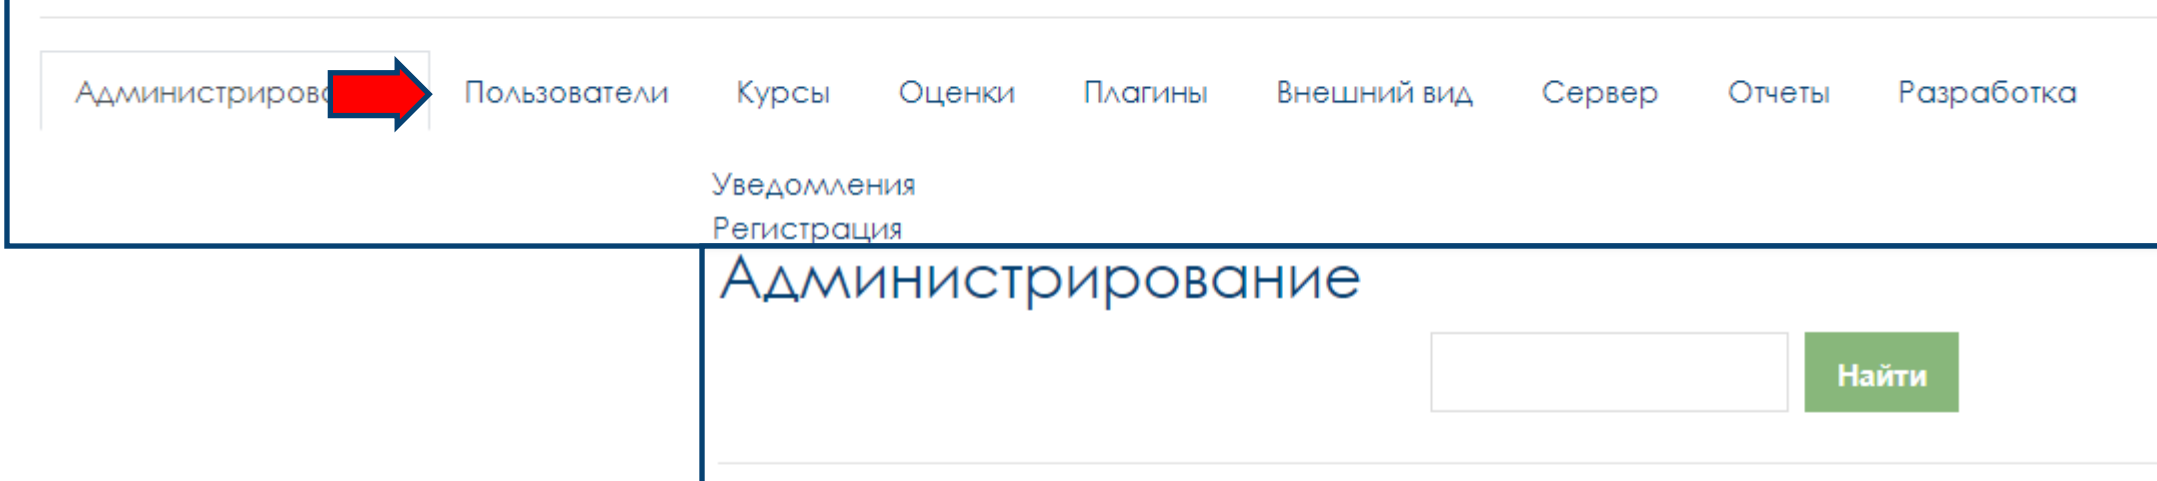 Пользователи Курсы Оценки Плагины Внешний вид Сервер Отчеты Разработка
Уведомления
Регистрация
Администрирование
Найти